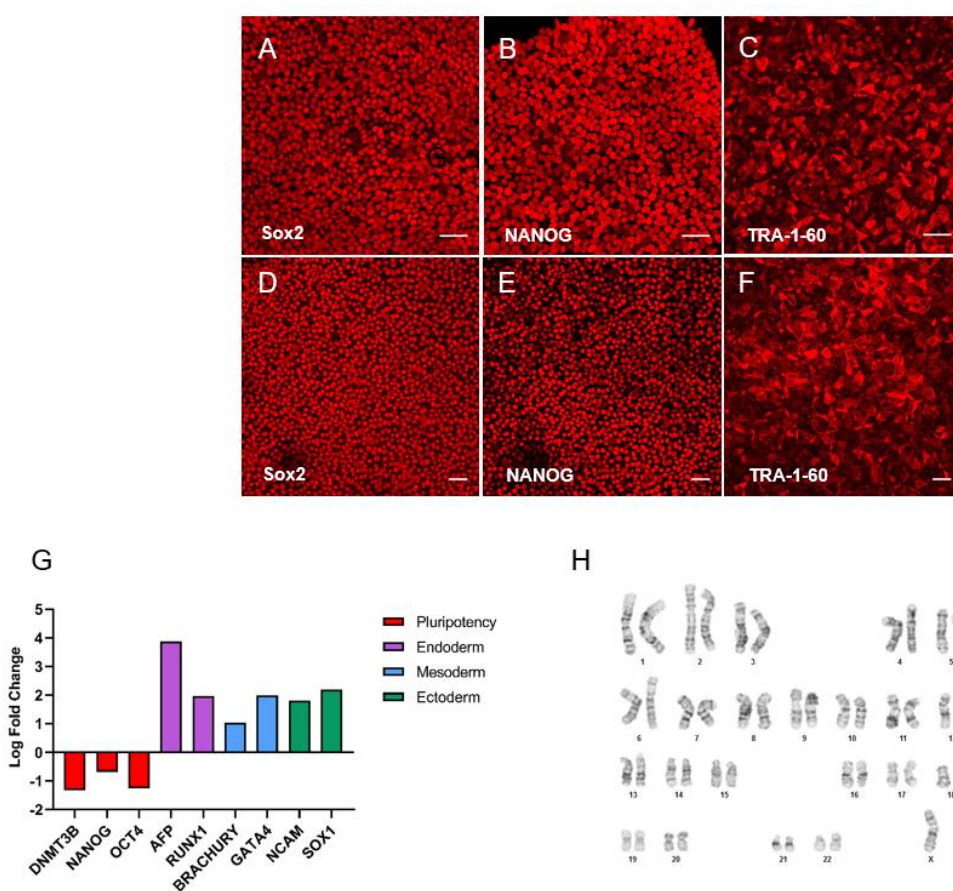 A
B
C
G
Sox2
NANOG
TRA-1-60
D
E
F
Sox2
NANOG
TRA-1-60
G
H
5
4
3
2
1
0
-1
-2
Log Fold Change
DNMT3B
NANOG
OCT4
AFP
RUNX1
BRACHURY
GATA4
NCAM
SOX1
Pluripotency
Endoderm
Mesoderm
Ectoderm
1 2 3 4 5
6 7 8 9 10 11 1
13 14 15 16 17 18
19 20 21 22 X